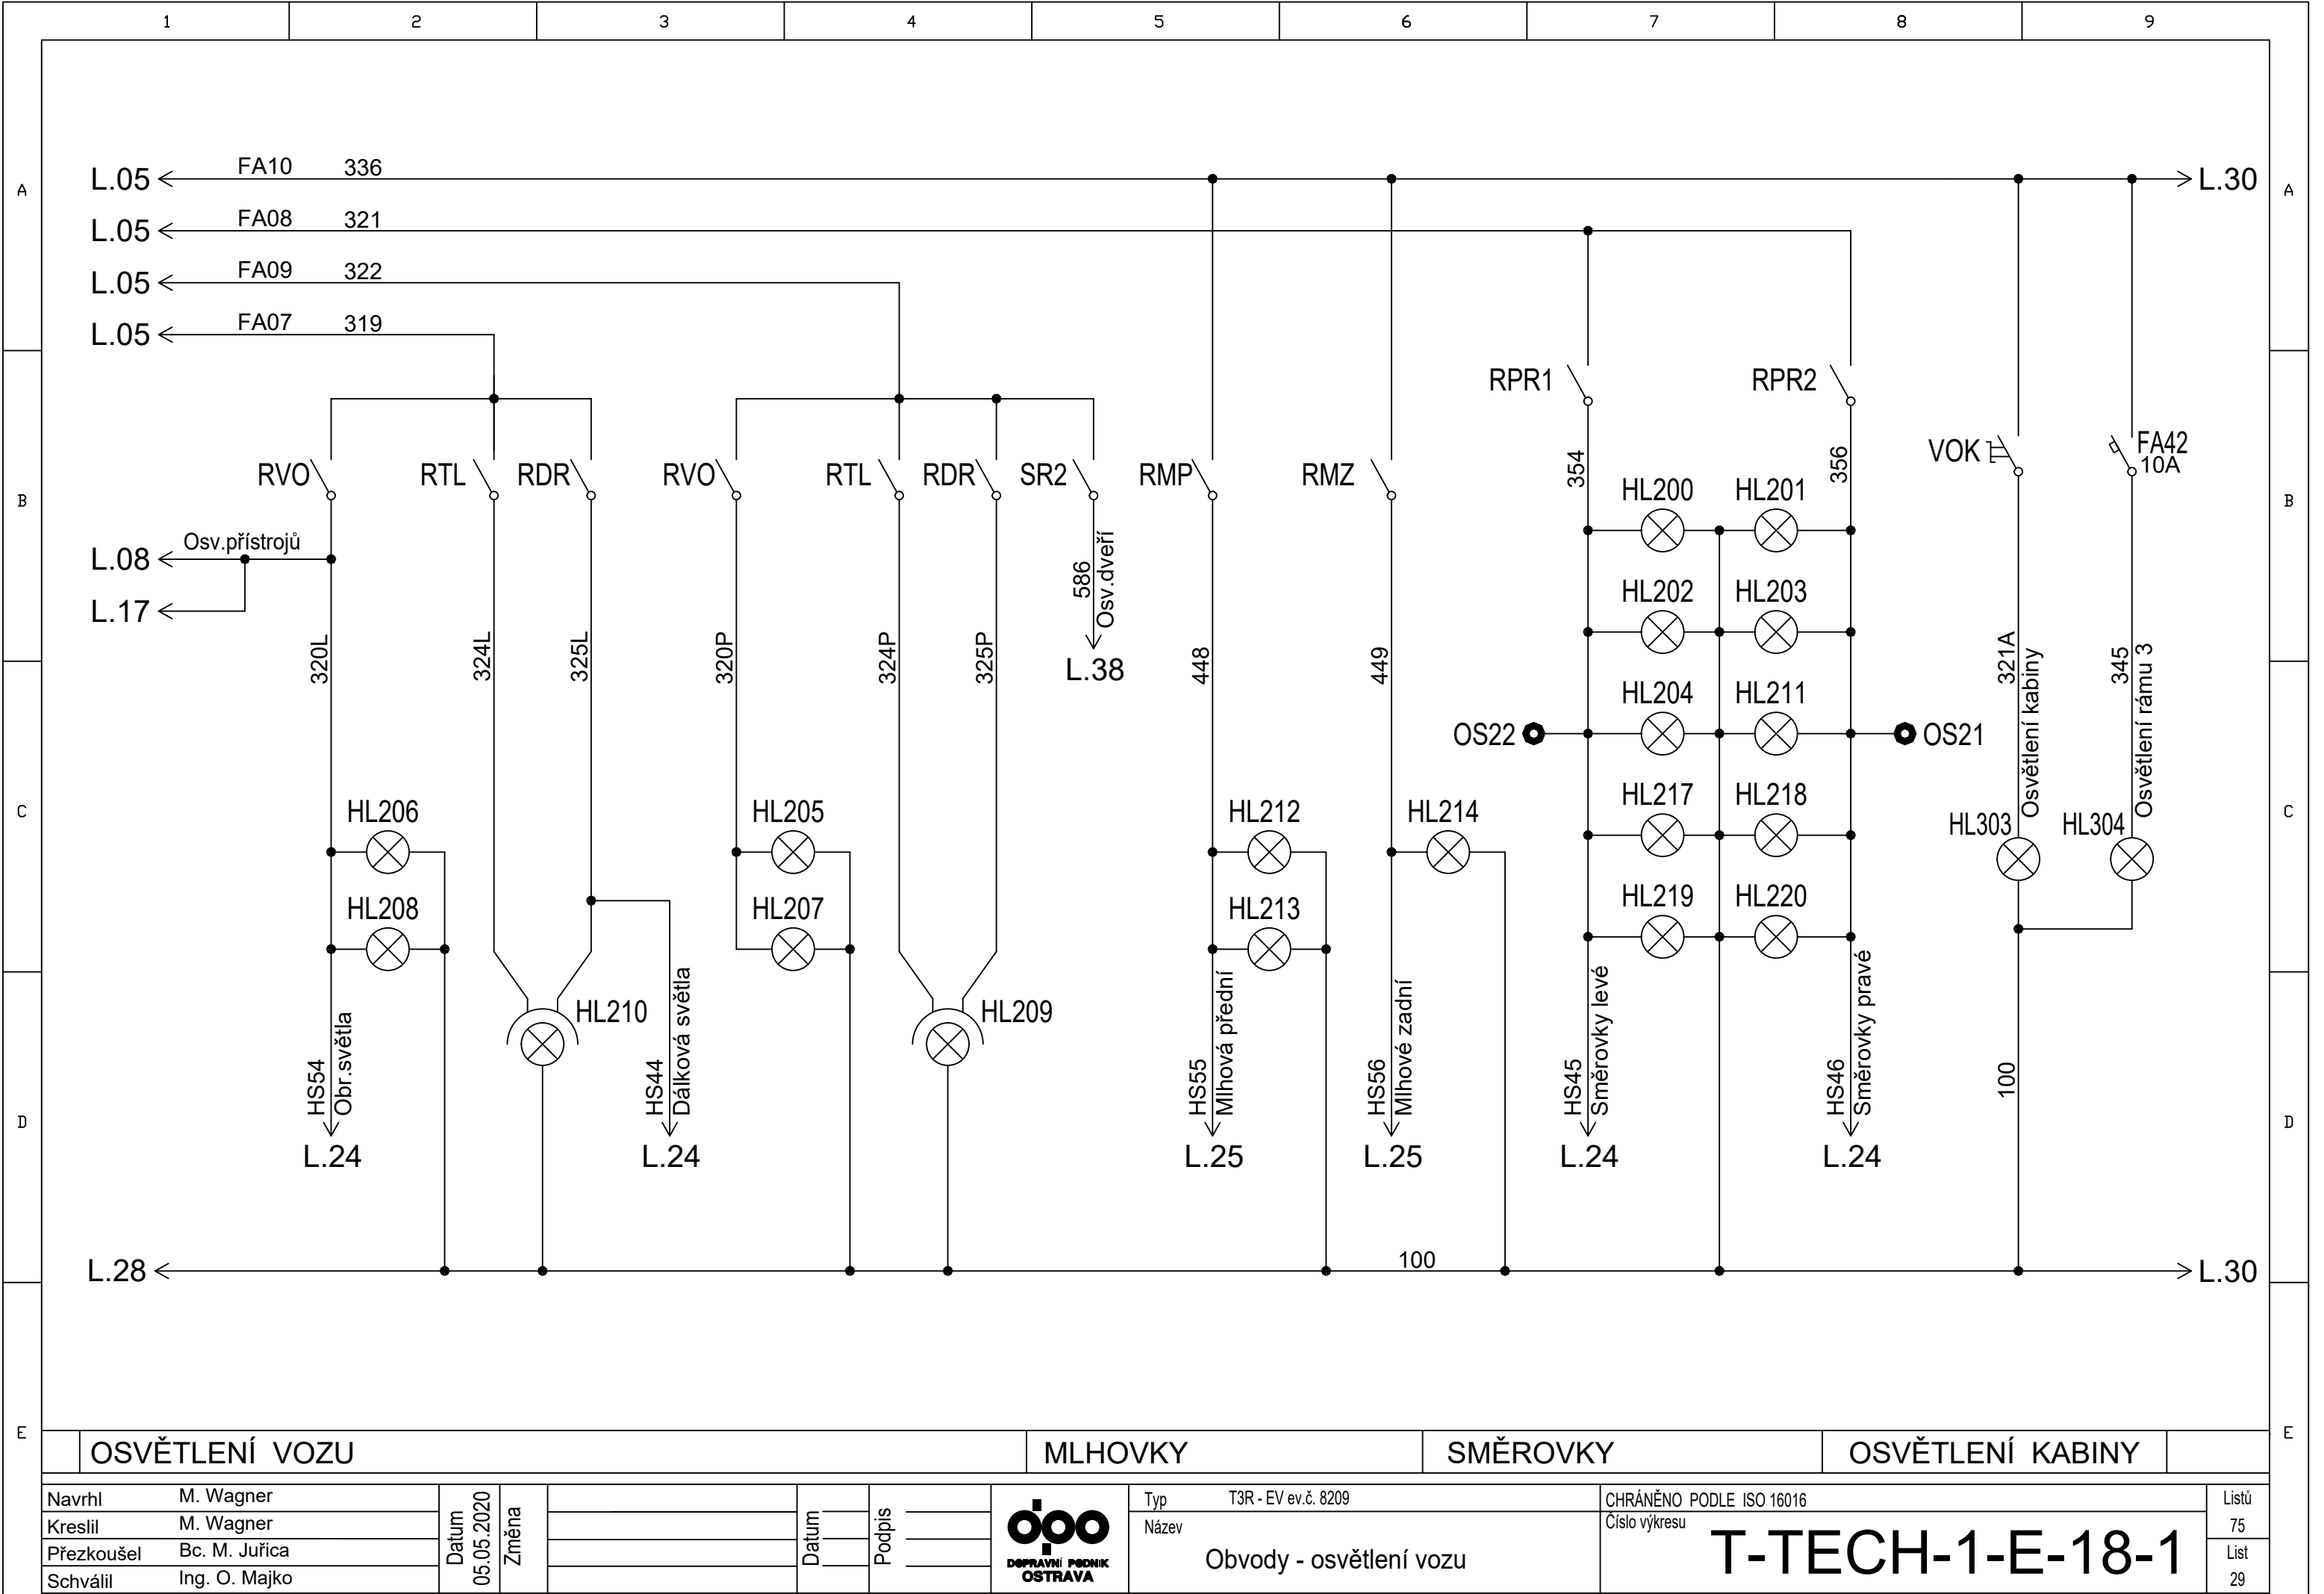 1 2 3 4 5 6 7 8 9
A A
B B
C C
D D
E E
L.05 FA10 336 L.30
L.05 FA08 321
L.05 FA09 322
L.05 FA07 319
RPR1 RPR2
354 356
VOK FA42
10A
RVO RTL RDR RVO RTL RDR SR2 RMP RMZ
HL200 HL201
L.08 Osv.přístrojů
L.17
586 Osv.dveří
L.38
HL202 HL203
320L 324L 325L 320P 324P 325P 448 449
321A Osvětlení kabiny
345 Osvětlení rámu 3
HL204 HL211
OS22 OS21
HL217 HL218
HL206 HL205 HL212 HL214
HL303 HL304
HL208 HL207 HL213
HL219 HL220
HL210 HL209
HS54 Obr.světla
HS44 Dálková světla
HS55 Mlhová přední
HS56 Mlhové zadní
HS45 Směrovky levé
HS46 Směrovky pravé
100
L.24 L.24 L.25 L.25 L.24 L.24
L.28 100 L.30
OSVĚTLENÍ VOZU MLHOVKY SMĚROVKY OSVĚTLENÍ KABINY
Navrhl M. Wagner
Kreslil M. Wagner
Přezkoušel Bc. M. Juřica
Schválil Ing. O. Majko
Datum 05.05.2020
Změna
Datum
Podpis
dpo
DOPRAVNÍ PODNIK
OSTRAVA
Typ T3R - EV ev.č. 8209
Název
Obvody - osvětlení vozu
CHRÁNĚNO PODLE ISO 16016
Číslo výkresu
T-TECH-1-E-18-1
Listů
75
List
29